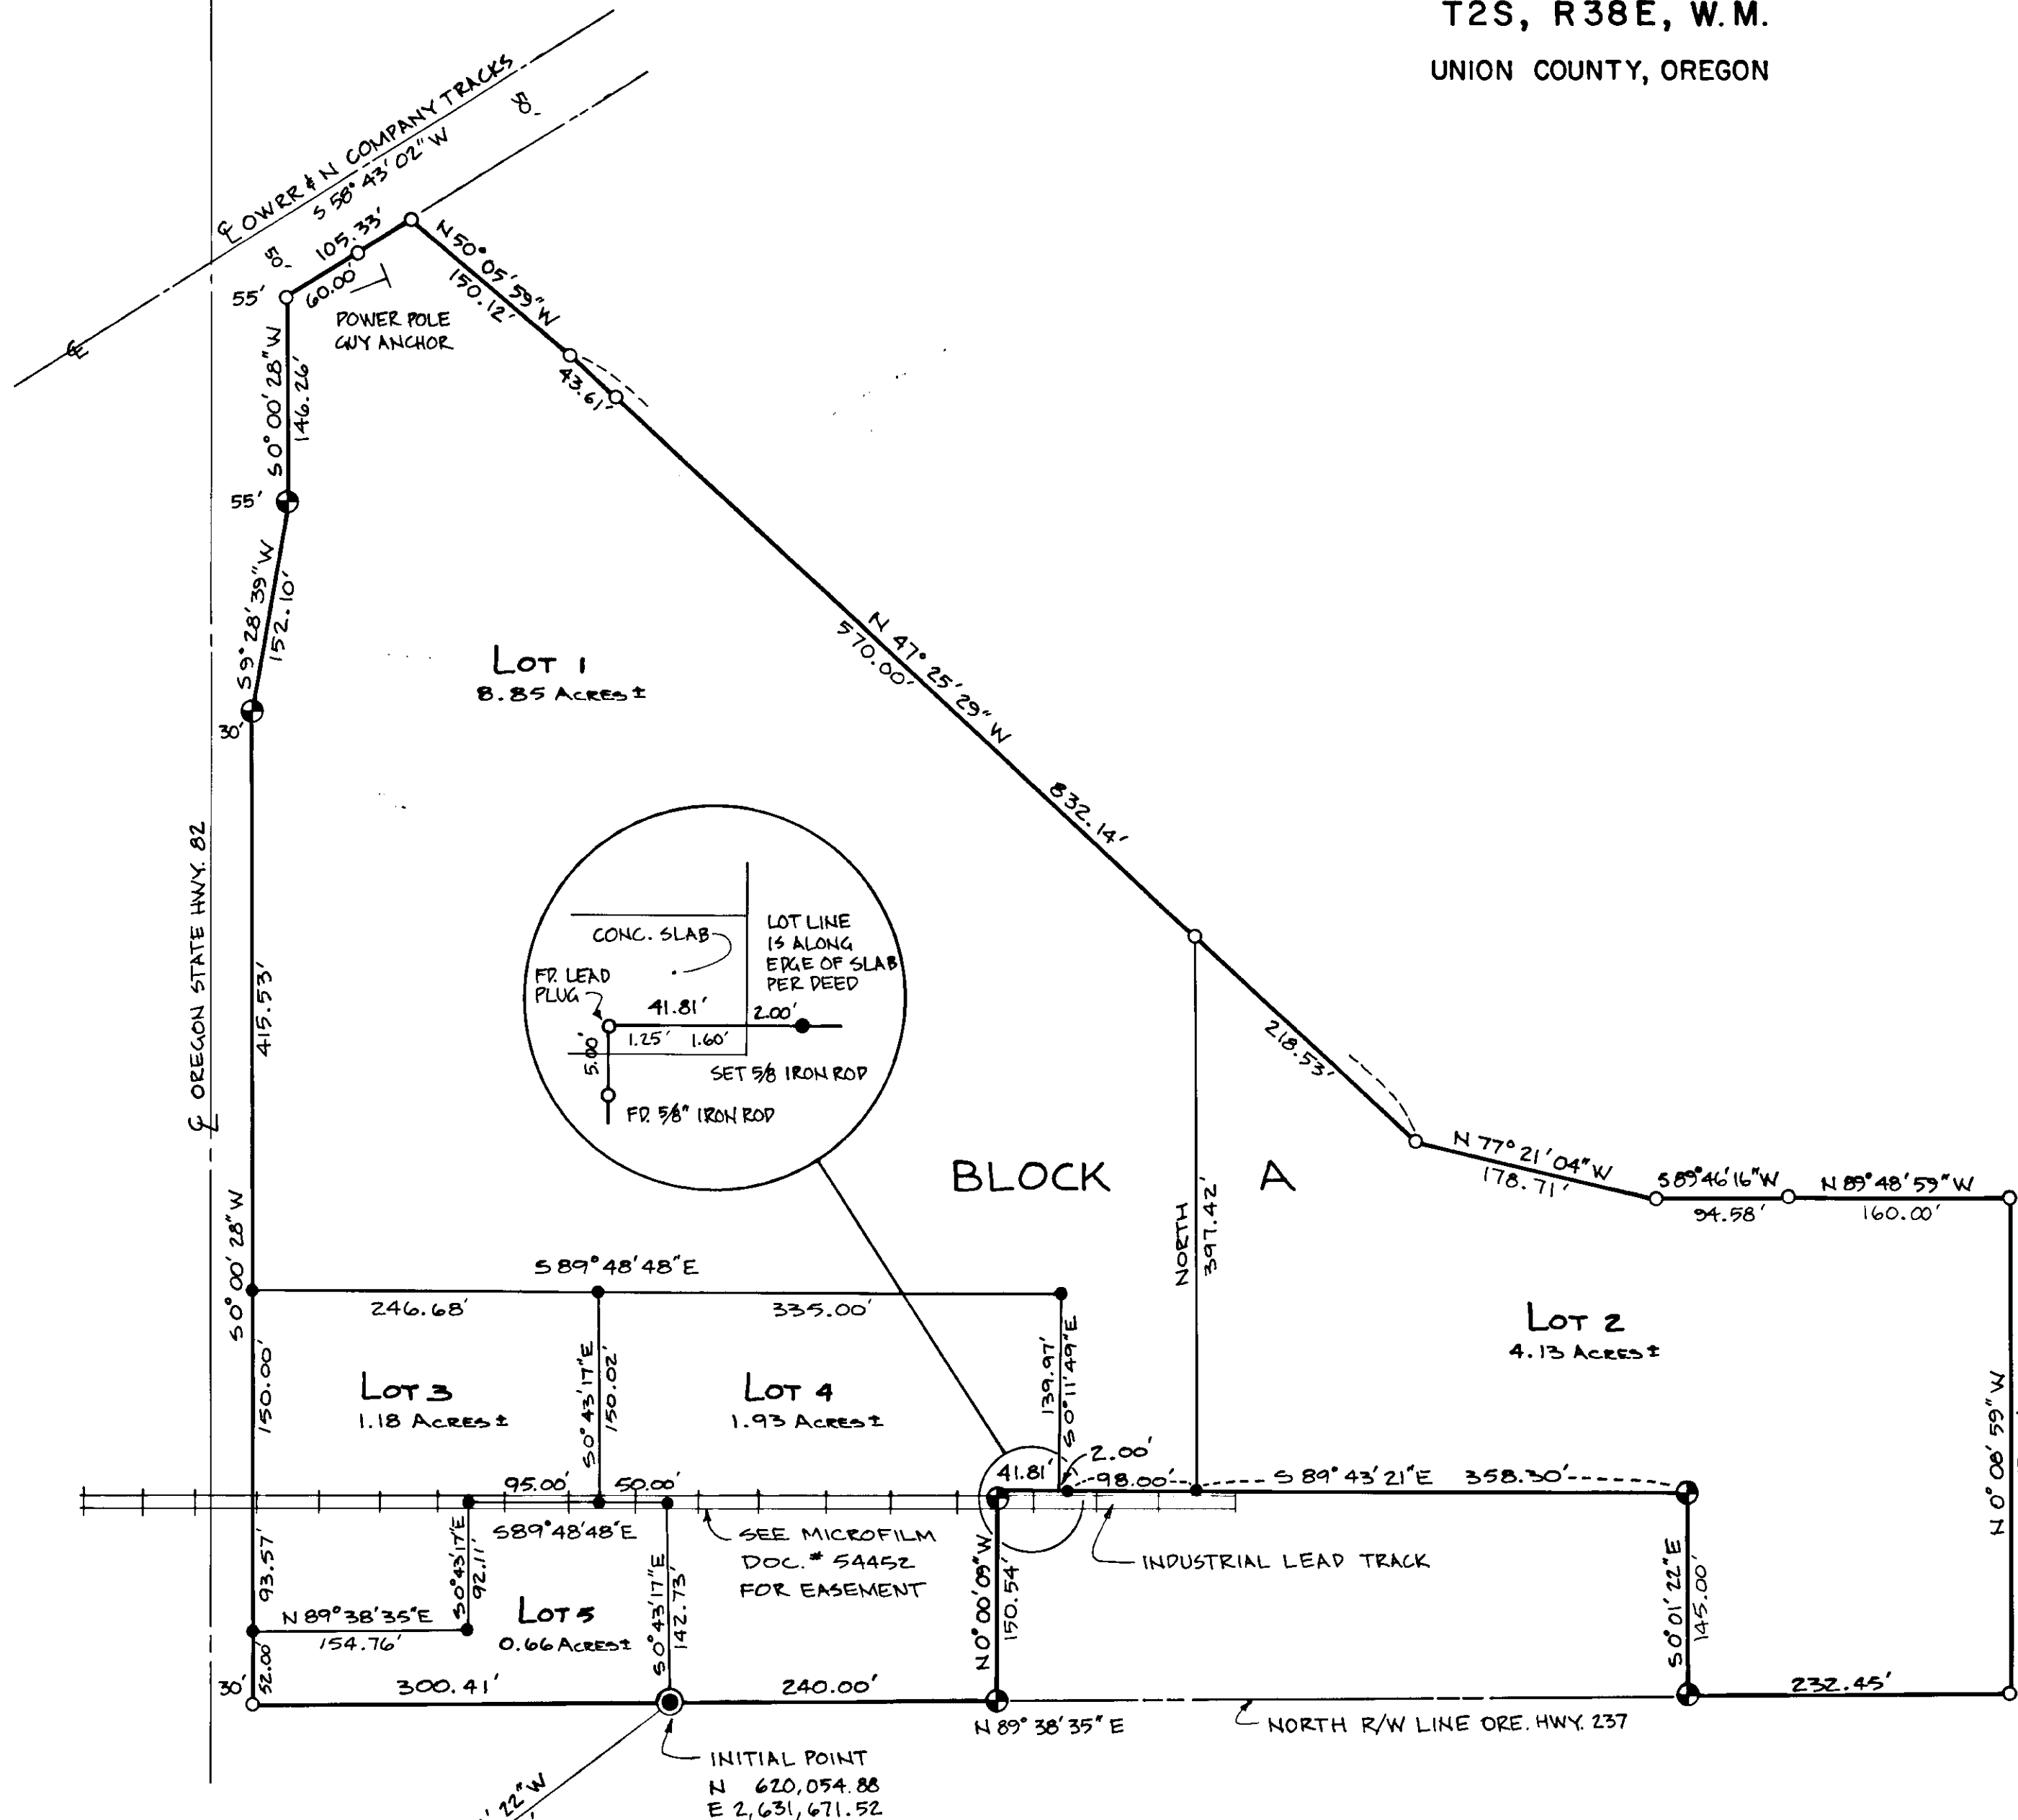 T2S, R38E, W.M.
UNION COUNTY, OREGON
℄ OWRR & N COMPANY TRACKS
S 58° 43' 02" W
50'
50'
105.33'
60.00'
POWER POLE
GUY ANCHOR
N 50° 05' 59" W
150.12'
43.61'
55'
S 0° 00' 28" W
146.26'
55'
S 9° 28' 39" W
152.10'
30'
℄
LOT 1
8.85 ACRES ±
N 47° 25' 29" W
570.00'
832.14'
218.53'
℄ OREGON STATE HWY. 82
415.53'
S 0° 00' 28" W
CONC. SLAB
LOT LINE
IS ALONG
EDGE OF SLAB
PER DEED
FD. LEAD
PLUG
41.81'
2.00'
1.25'
1.60'
5.00'
SET 5/8 IRON ROD
FD. 5/8" IRON ROD
BLOCK A
NORTH
397.42'
N 77° 21' 04" W
178.71'
S 89° 46' 16" W
94.58'
N 89° 48' 59" W
160.00'
S 89° 48' 48" E
246.68'
335.00'
LOT 2
4.13 ACRES ±
LOT 3
1.18 ACRES ±
150.00'
S 0° 43' 17" E
150.02'
LOT 4
1.93 ACRES ±
139.97'
S 0° 11' 49" E
N 0° 08' 59" W
2.00'
41.81'
98.00'
S 89° 43' 21" E 358.30'
95.00'
50.00'
S 89° 48' 48" E
SEE MICROFILM
DOC. # 54452
FOR EASEMENT
INDUSTRIAL LEAD TRACK
93.57'
S 0° 43' 17" E
92.11'
N 89° 38' 35" E
154.76'
LOT 5
0.66 ACRES ±
S 0° 43' 17" E
142.73'
N 0° 00' 09" W
150.54'
S 0° 01' 22" E
145.00'
30'
52.00'
300.41'
240.00'
232.45'
N 89° 38' 35" E
NORTH R/W LINE ORE. HWY. 237
INITIAL POINT
N 620,054.88
E 2,631,671.52
' 22" W